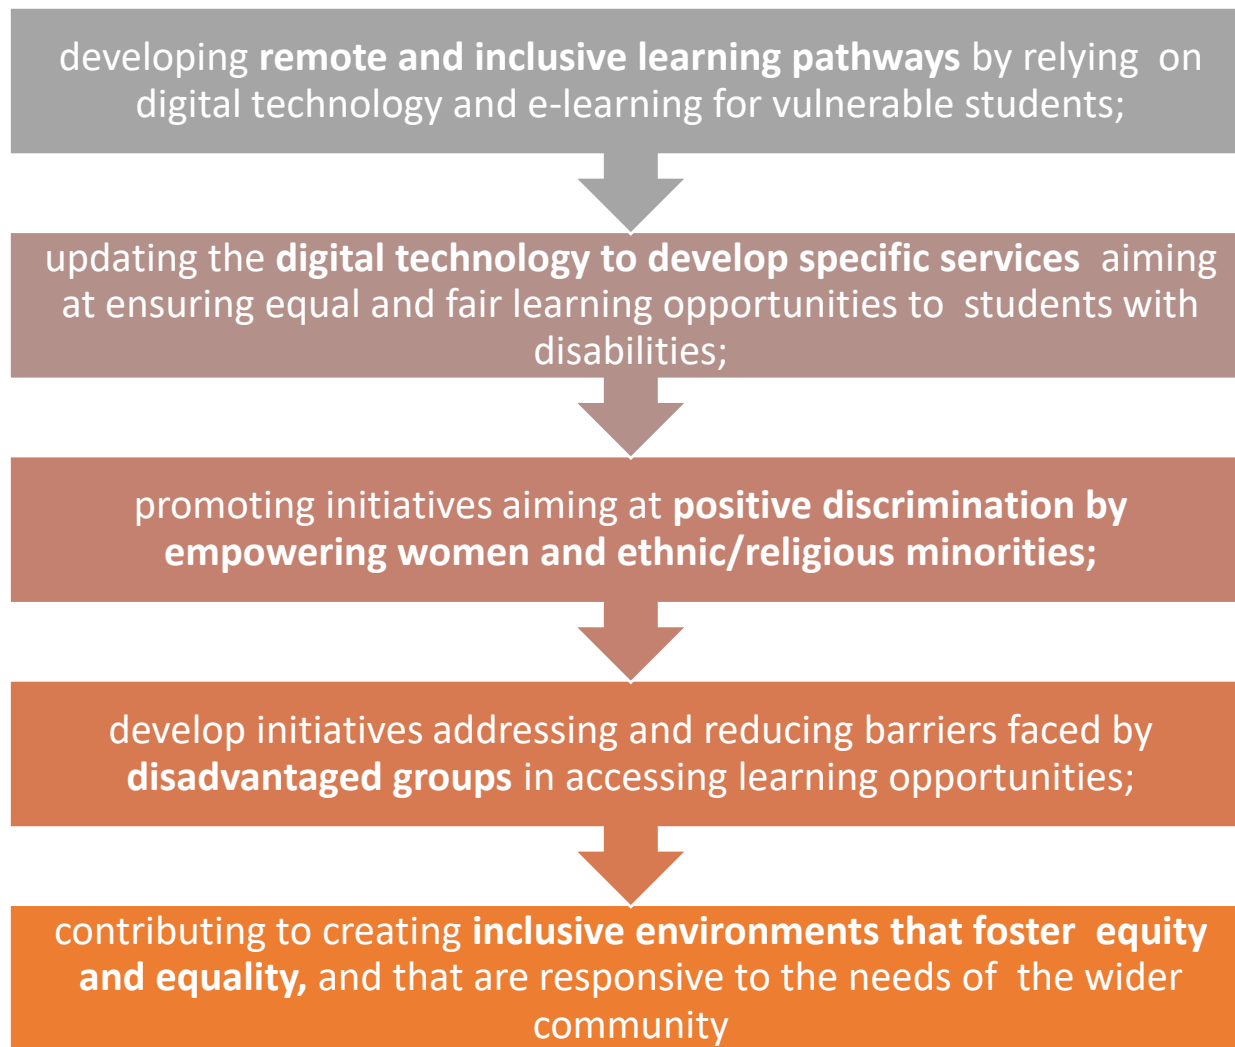 developing remote and inclusive learning pathways by relying  on
digital technology and e-learning for vulnerable students;
updating the digital technology to develop specific services  aiming
at ensuring equal and fair learning opportunities to  students with
disabilities;
promoting initiatives aiming at positive discrimination by
empowering women and ethnic/religious minorities;
develop initiatives addressing and reducing barriers faced by
disadvantaged groups in accessing learning opportunities;
contributing to creating inclusive environments that foster  equity
and equality, and that are responsive to the needs of  the wider
community